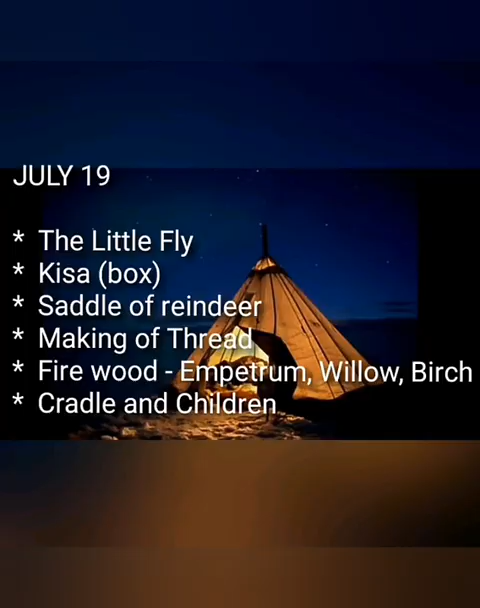 JULY 19
* The Little Fly
* Kisa (box)
* Saddle of reindeer
* Making of Thread
* Fire wood - Empetrum, Willow, Birch
* Cradle and Children